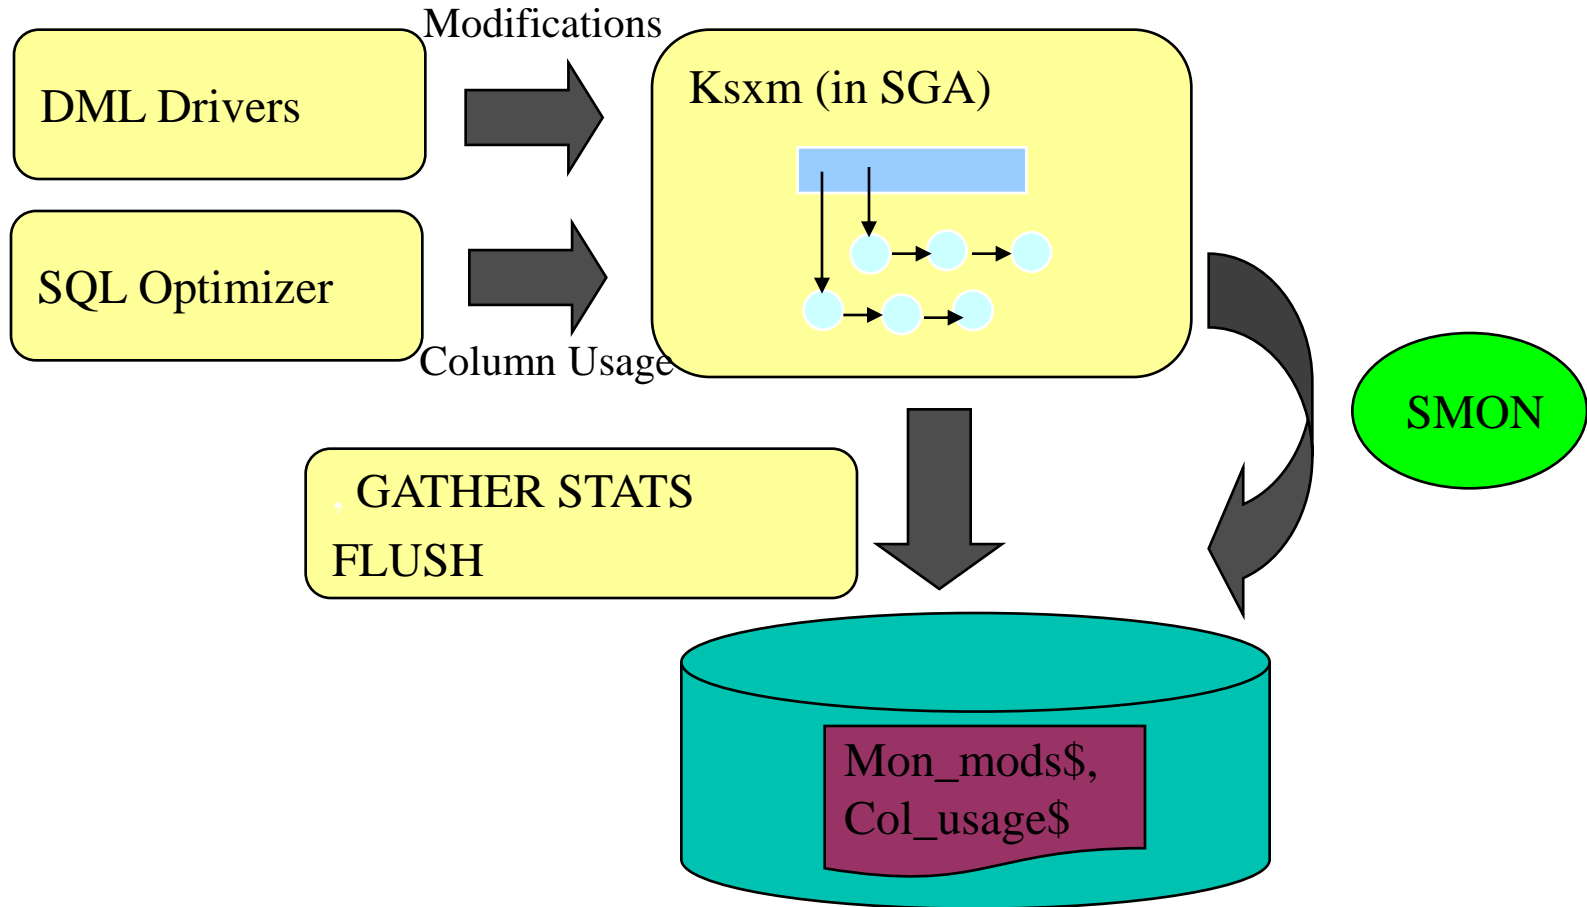 Modifications
DML Drivers
Ksxm (in SGA)
SQL Optimizer
Column Usage
SMON
, GATHER STATS
FLUSH
Mon_mods$,
Col_usage$